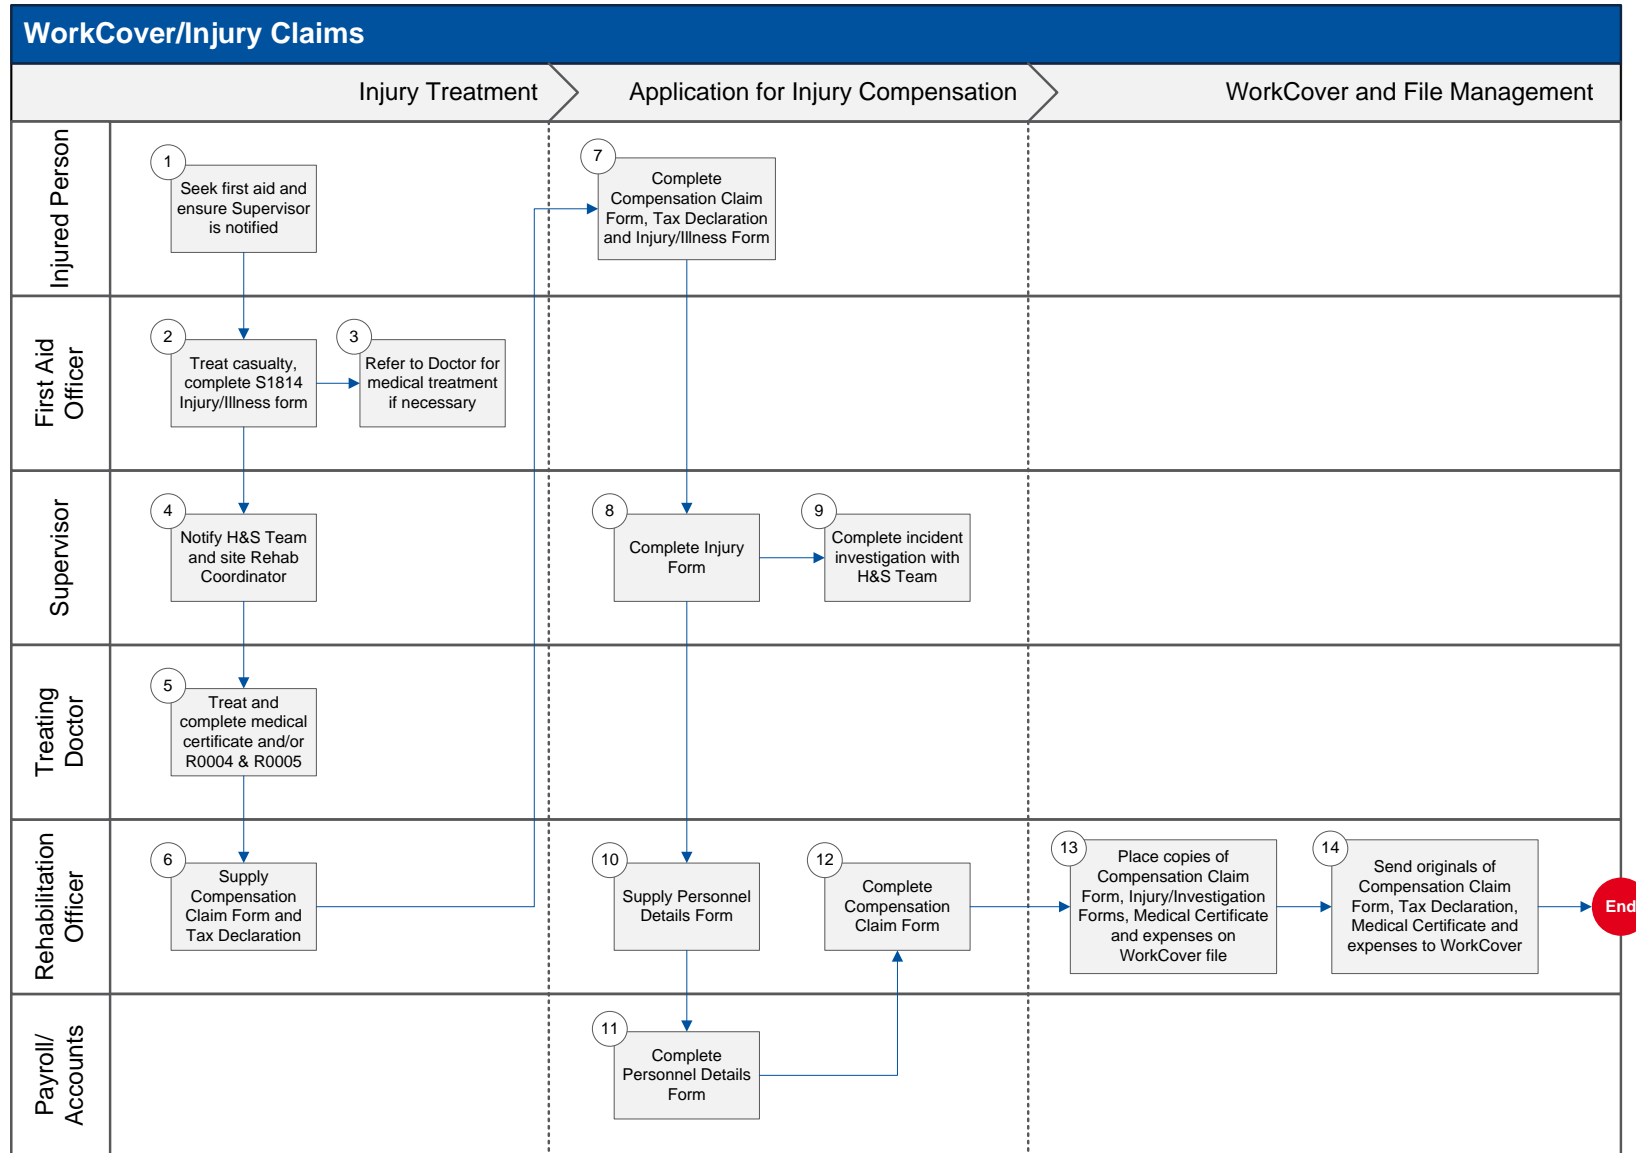 WorkCover/Injury Claims
Injury Treatment
Application for Injury Compensation
WorkCover and File Management
Injured Person
1
Seek first aid and
ensure Supervisor
is notified
7
Complete
Compensation Claim
Form, Tax Declaration
and Injury/Illness Form
First Aid
Officer
2
Treat casualty,
complete S1814
Injury/Illness form
3
Refer to Doctor for
medical treatment
if necessary
Supervisor
4
Notify H&S Team
and site Rehab
Coordinator
8
Complete Injury
Form
9
Complete incident
investigation with
H&S Team
Treating
Doctor
5
Treat and
complete medical
certificate and/or
R0004 & R0005
Rehabilitation
Officer
6
Supply
Compensation
Claim Form and
Tax Declaration
10
Supply Personnel
Details Form
12
Complete
Compensation
Claim Form
13
Place copies of
Compensation Claim
Form, Injury/Investigation
Forms, Medical Certificate
and expenses on
WorkCover file
14
Send originals of
Compensation Claim
Form, Tax Declaration,
Medical Certificate and
expenses to WorkCover
End
Payroll/
Accounts
11
Complete
Personnel Details
Form